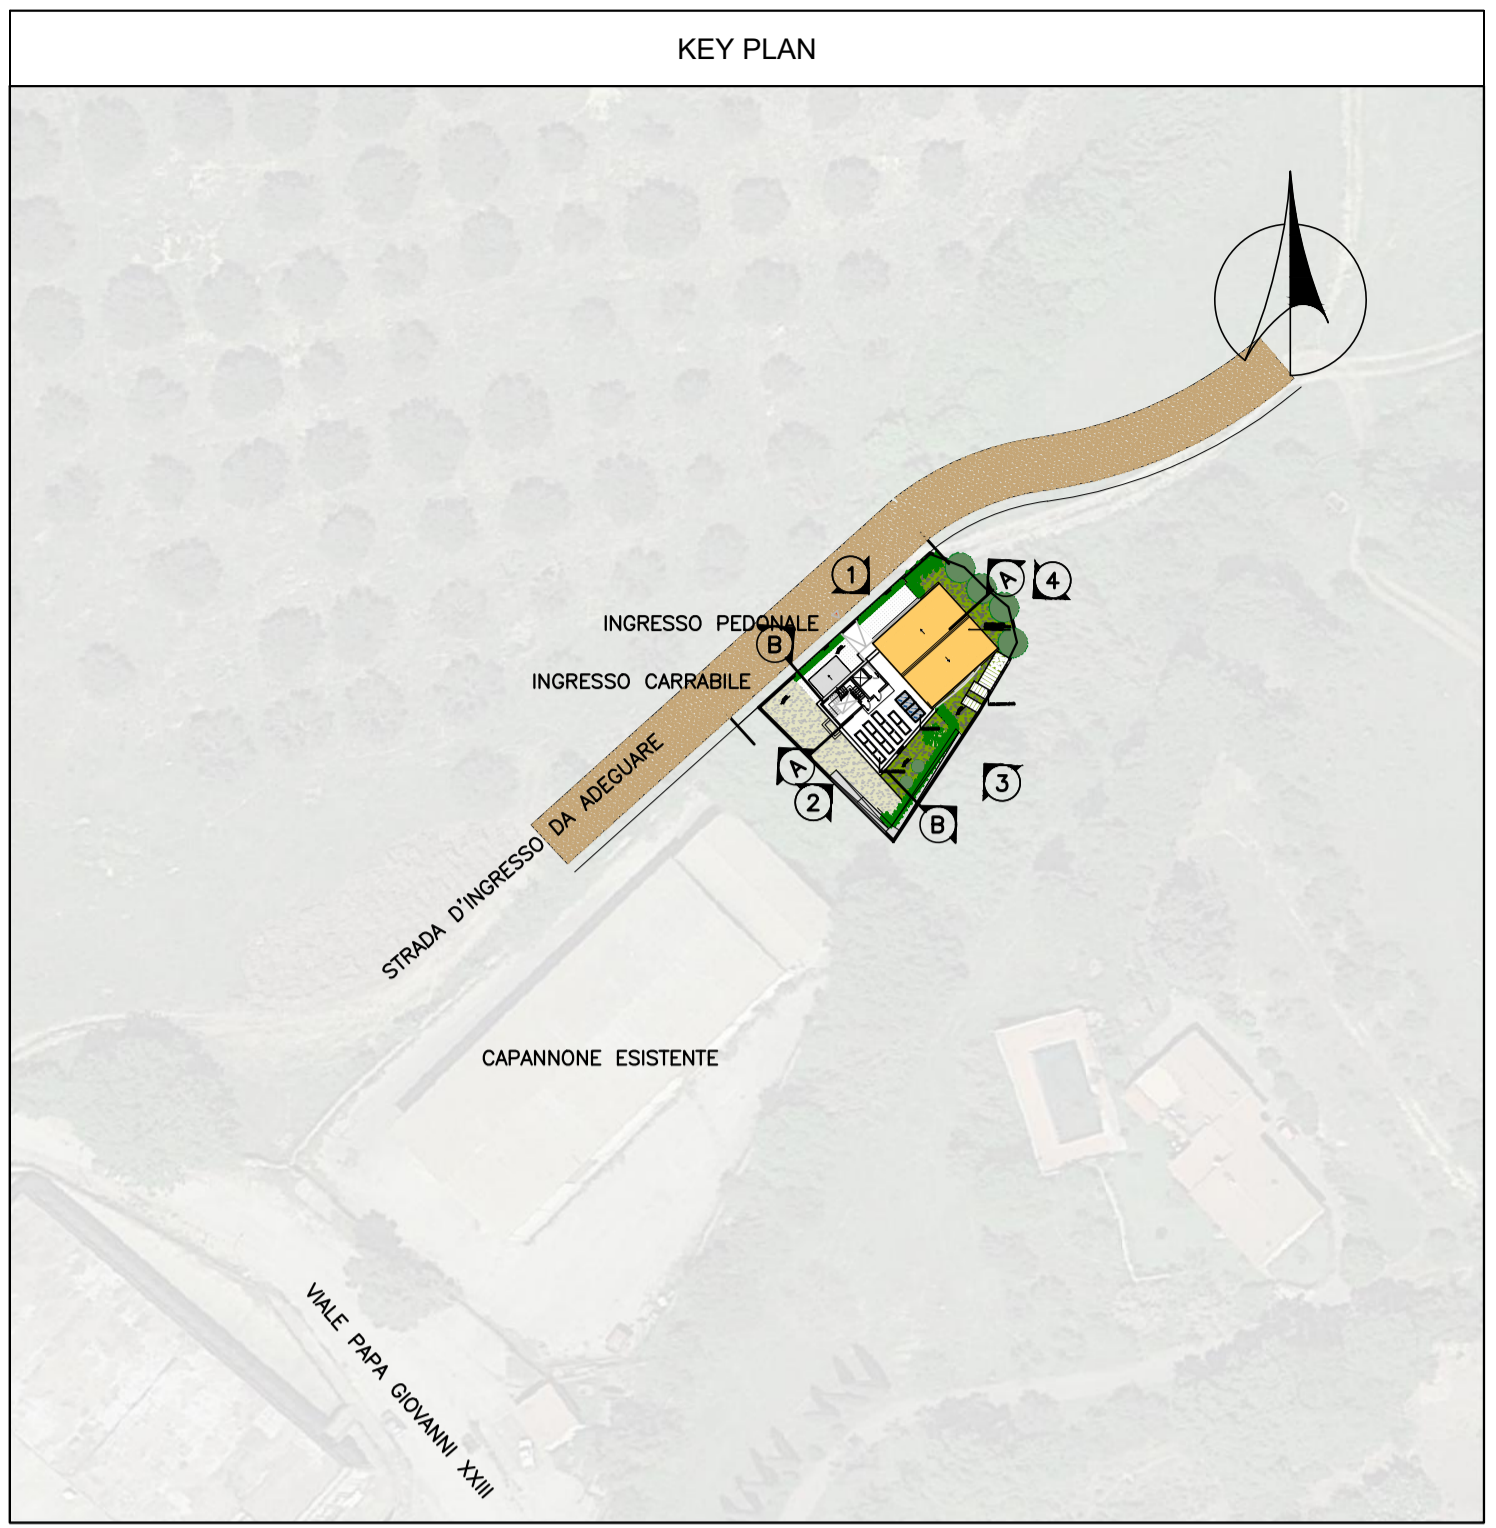 KEY PLAN
1
A
4
INGRESSO PEDONALE
B
INGRESSO CARRABILE
A
2
3
B
STRADA D'INGRESSO DA ADEGUARE
CAPANNONE ESISTENTE
VIALE PAPA GIOVANNI XXIII